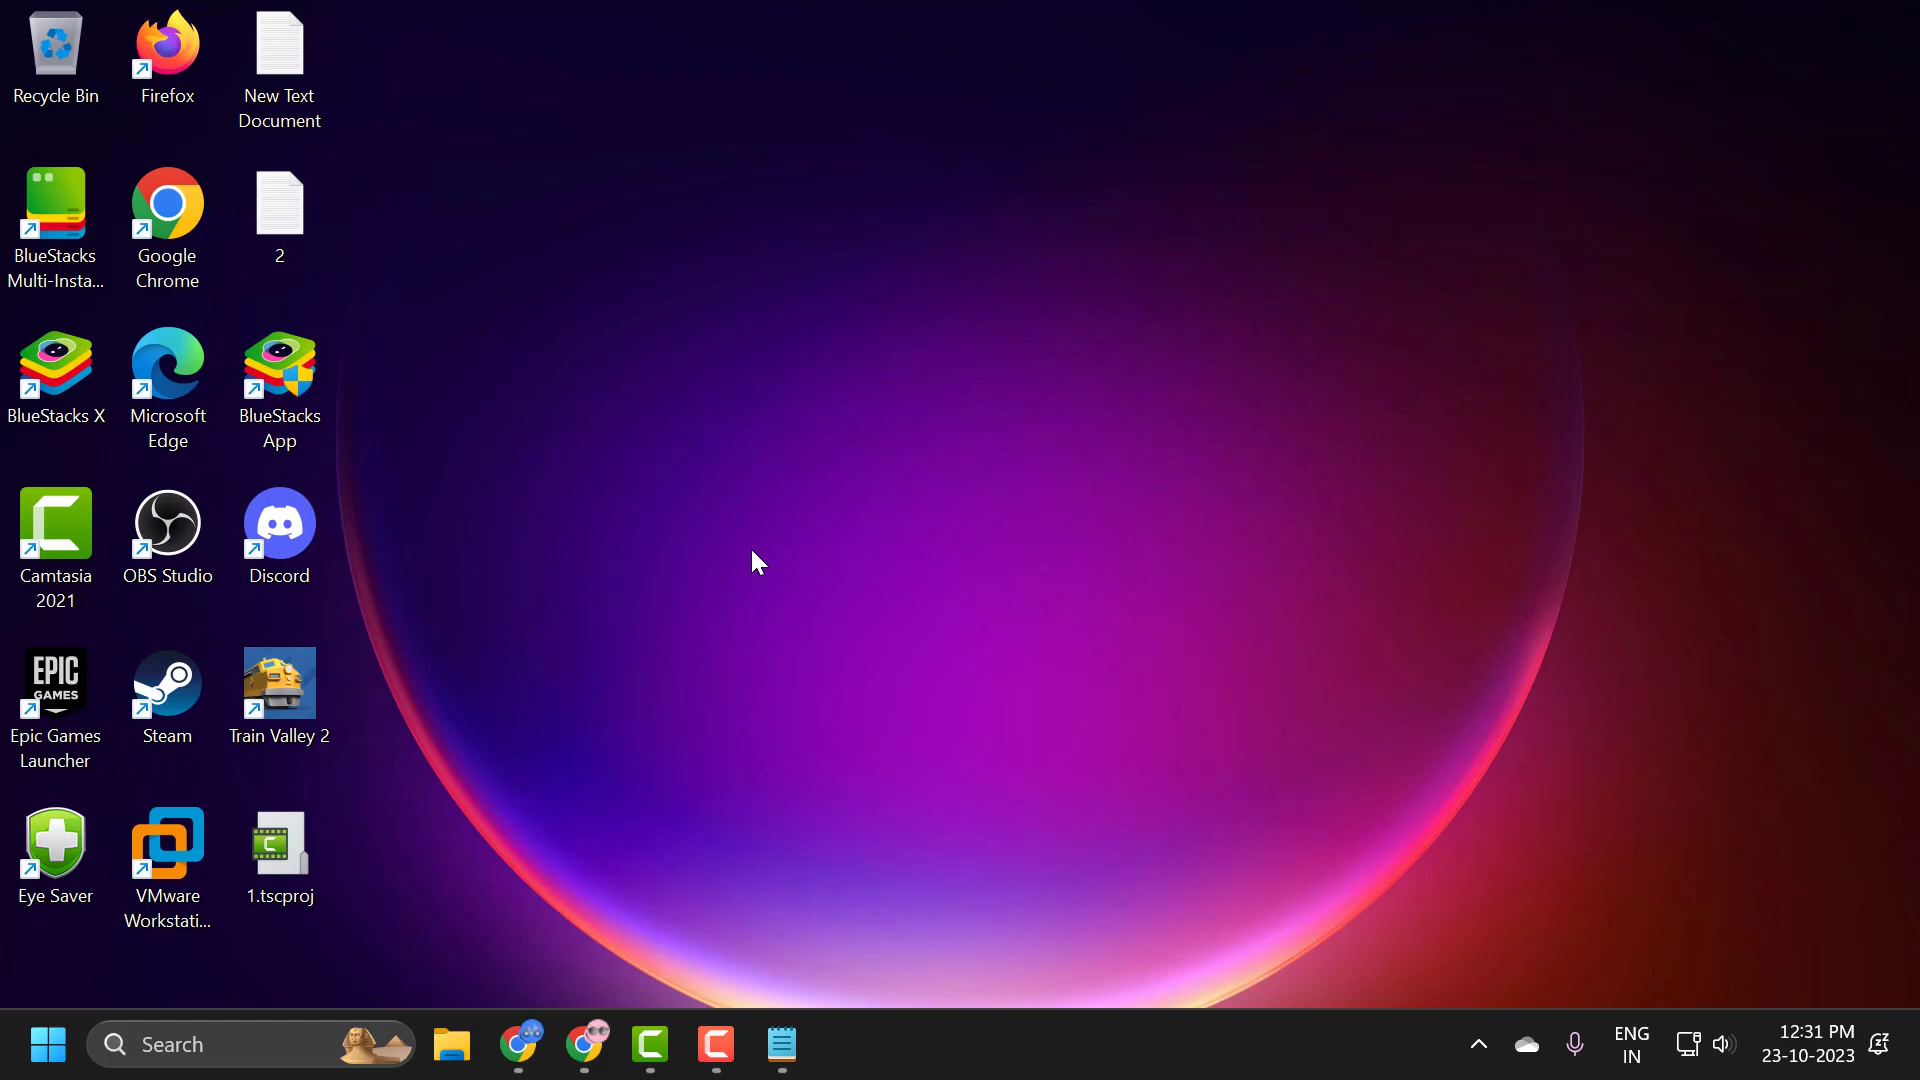 Recycle Bin
Firefox
New Text
Document
BlueStacks
Multi-Insta...
Google
Chrome
2
BlueStacks X
Microsoft
Edge
BlueStacks
App
Camtasia
2021
OBS Studio
Discord
EPIC
GAMES
Epic Games
Launcher
Steam
Train Valley 2
Eye Saver
VMware
Workstati...
1.tscproj
Search
ENG
IN
12:31 PM
23-10-2023